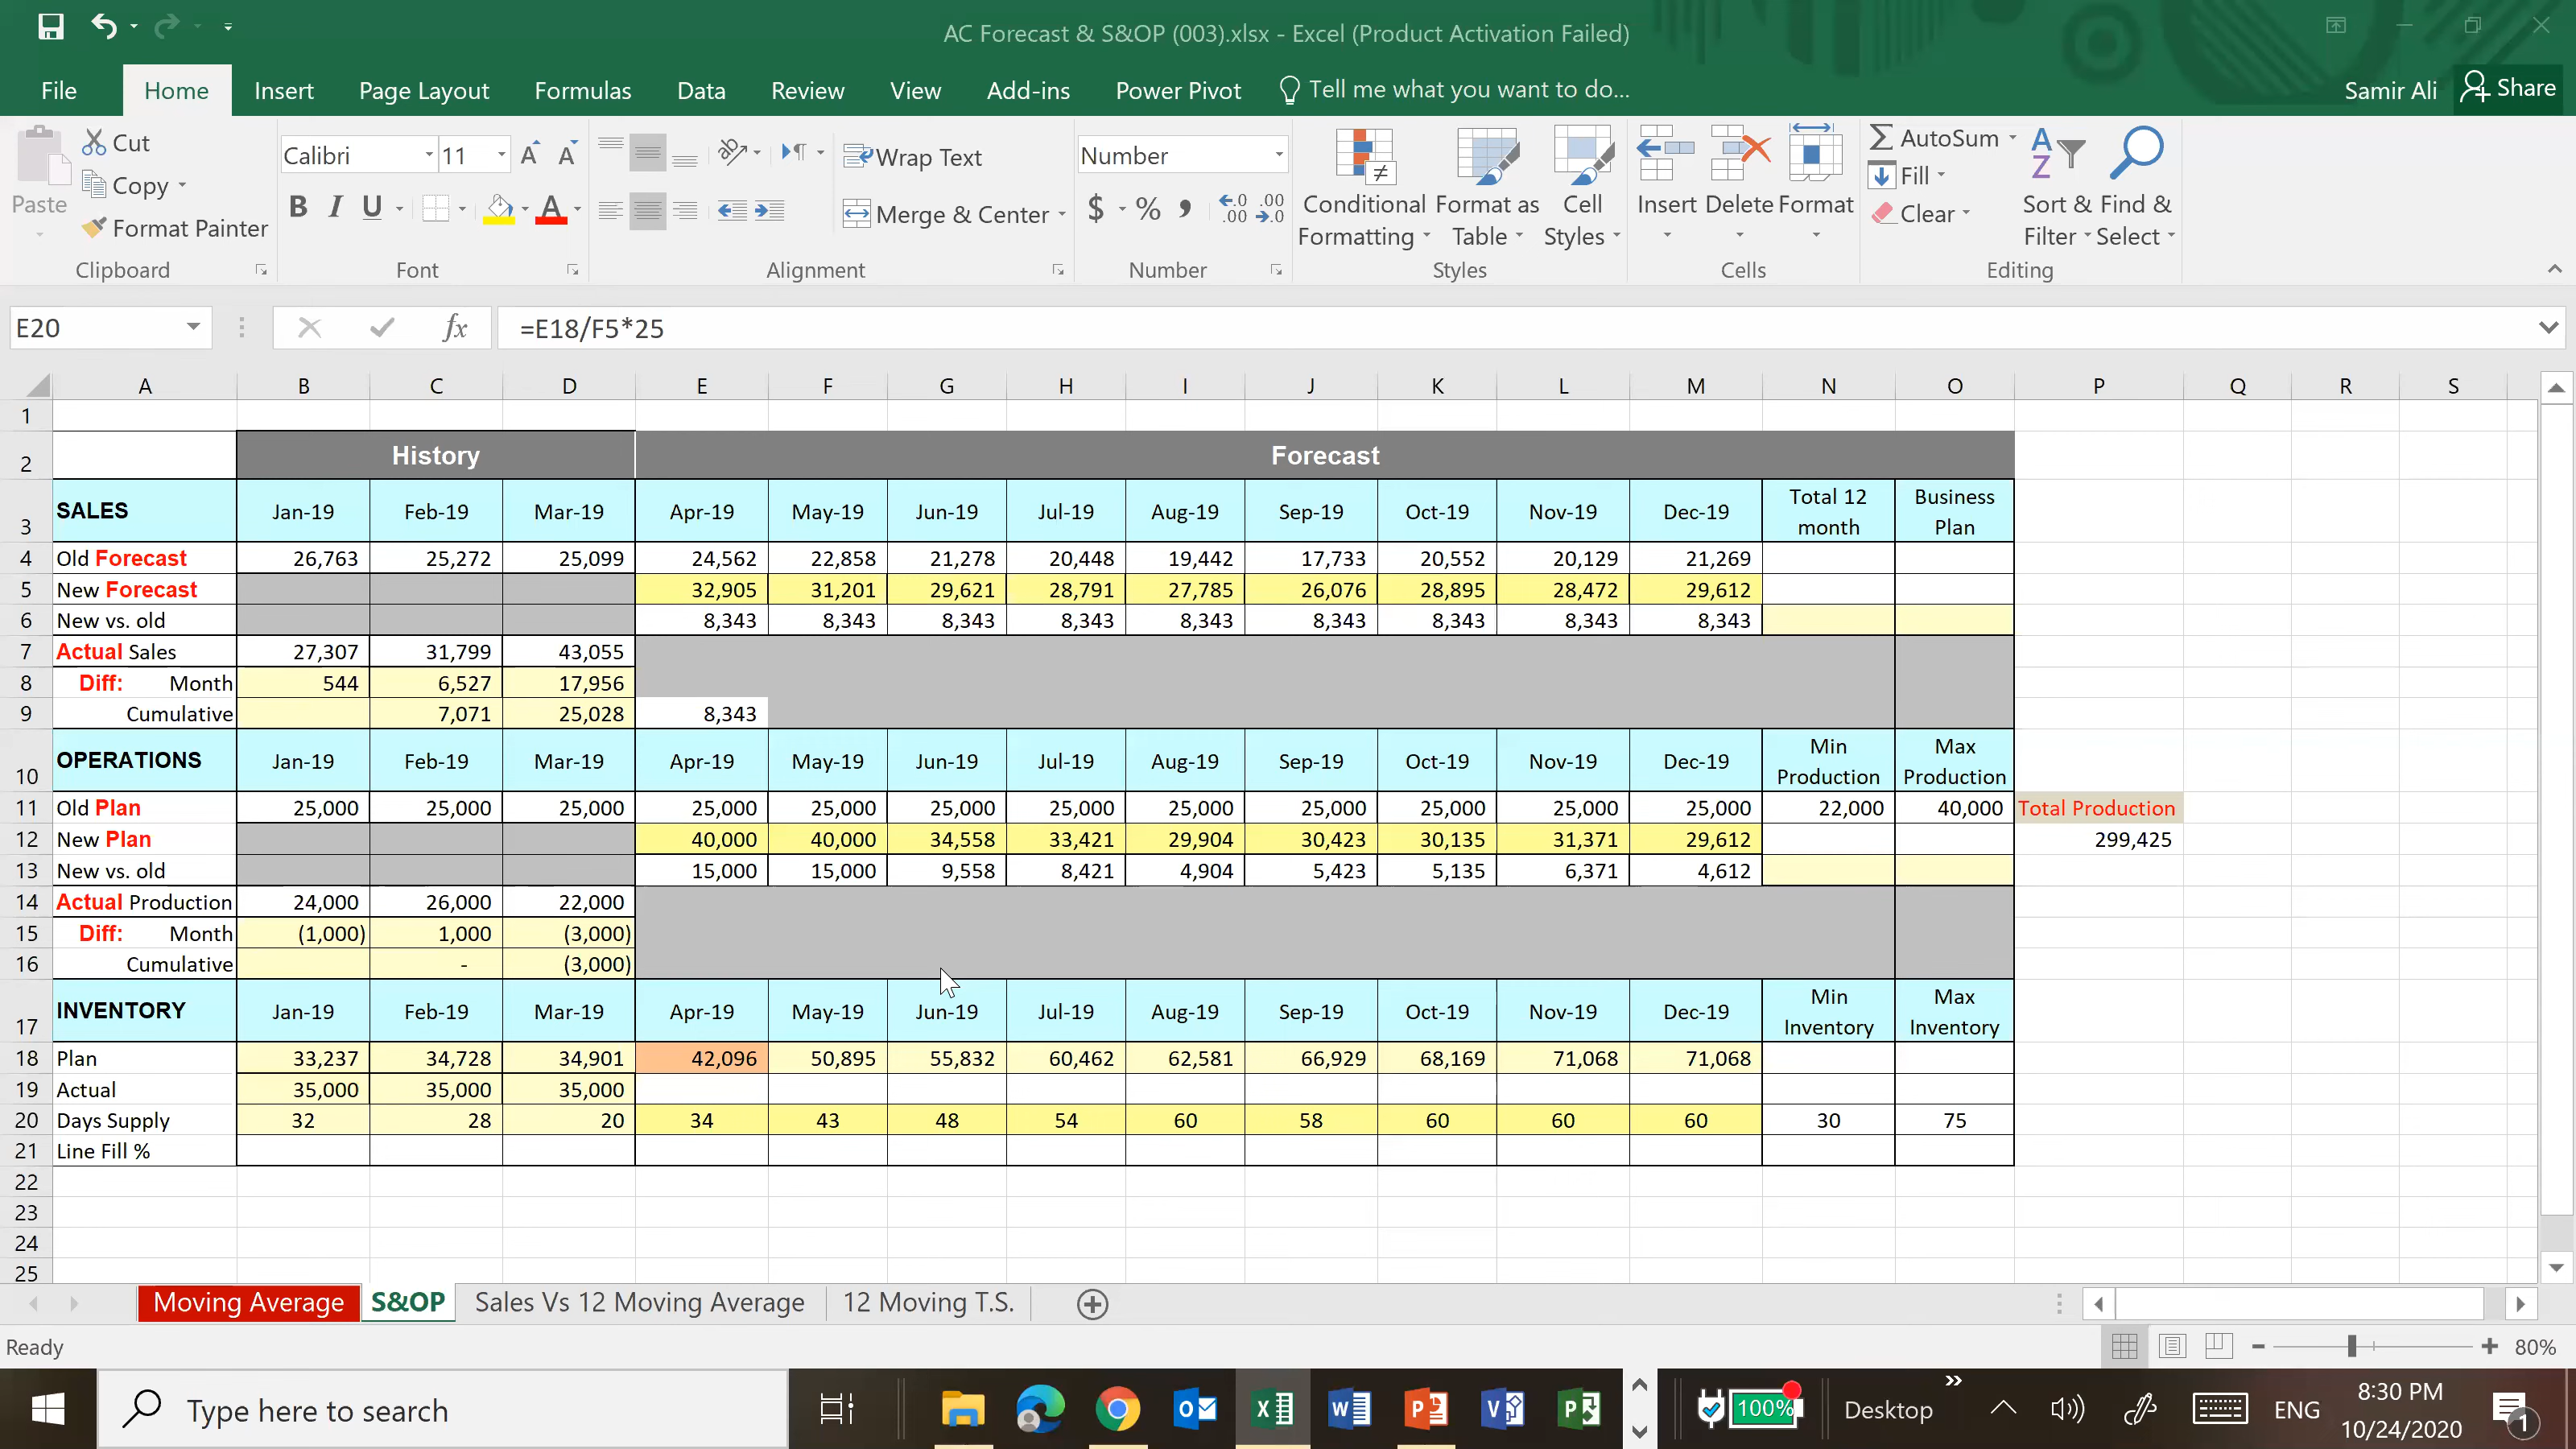 AC Forecast & S&OP (003).xlsx - Excel (Product Activation Failed)
File Home Insert Page Layout Formulas Data Review View Add-ins Power Pivot Tell me what you want to do... Samir Ali Share
Paste Cut Copy Format Painter Clipboard
Calibri 11 A A B I U A Font
Wrap Text Merge & Center Alignment
Number $ % , .00 .0 .00 .0 Number
Conditional Formatting Format as Table Cell Styles Styles
Insert Delete Format Cells
AutoSum Fill Clear Sort & Filter Find & Select Editing
E20 fx =E18/F5*25
A B C D E F G H I J K L M N O P Q R S
1
2 History Forecast
3 SALES Jan-19 Feb-19 Mar-19 Apr-19 May-19 Jun-19 Jul-19 Aug-19 Sep-19 Oct-19 Nov-19 Dec-19 Total 12 month Business Plan
4 Old Forecast 26,763 25,272 25,099 24,562 22,858 21,278 20,448 19,442 17,733 20,552 20,129 21,269
5 New Forecast 32,905 31,201 29,621 28,791 27,785 26,076 28,895 28,472 29,612
6 New vs. old 8,343 8,343 8,343 8,343 8,343 8,343 8,343 8,343 8,343
7 Actual Sales 27,307 31,799 43,055
8 Diff: Month 544 6,527 17,956
9 Cumulative 7,071 25,028 8,343
10 OPERATIONS Jan-19 Feb-19 Mar-19 Apr-19 May-19 Jun-19 Jul-19 Aug-19 Sep-19 Oct-19 Nov-19 Dec-19 Min Production Max Production
11 Old Plan 25,000 25,000 25,000 25,000 25,000 25,000 25,000 25,000 25,000 25,000 25,000 25,000 22,000 40,000 Total Production
12 New Plan 40,000 40,000 34,558 33,421 29,904 30,423 30,135 31,371 29,612 299,425
13 New vs. old 15,000 15,000 9,558 8,421 4,904 5,423 5,135 6,371 4,612
14 Actual Production 24,000 26,000 22,000
15 Diff: Month (1,000) 1,000 (3,000)
16 Cumulative - (3,000)
17 INVENTORY Jan-19 Feb-19 Mar-19 Apr-19 May-19 Jun-19 Jul-19 Aug-19 Sep-19 Oct-19 Nov-19 Dec-19 Min Inventory Max Inventory
18 Plan 33,237 34,728 34,901 42,096 50,895 55,832 60,462 62,581 66,929 68,169 71,068 71,068
19 Actual 35,000 35,000 35,000
20 Days Supply 32 28 20 34 43 48 54 60 58 60 60 60 30 75
21 Line Fill %
22
23
24
25
Moving Average S&OP Sales Vs 12 Moving Average 12 Moving T.S.
Ready 80%
Type here to search 100% Desktop ENG 8:30 PM
10/24/2020 1